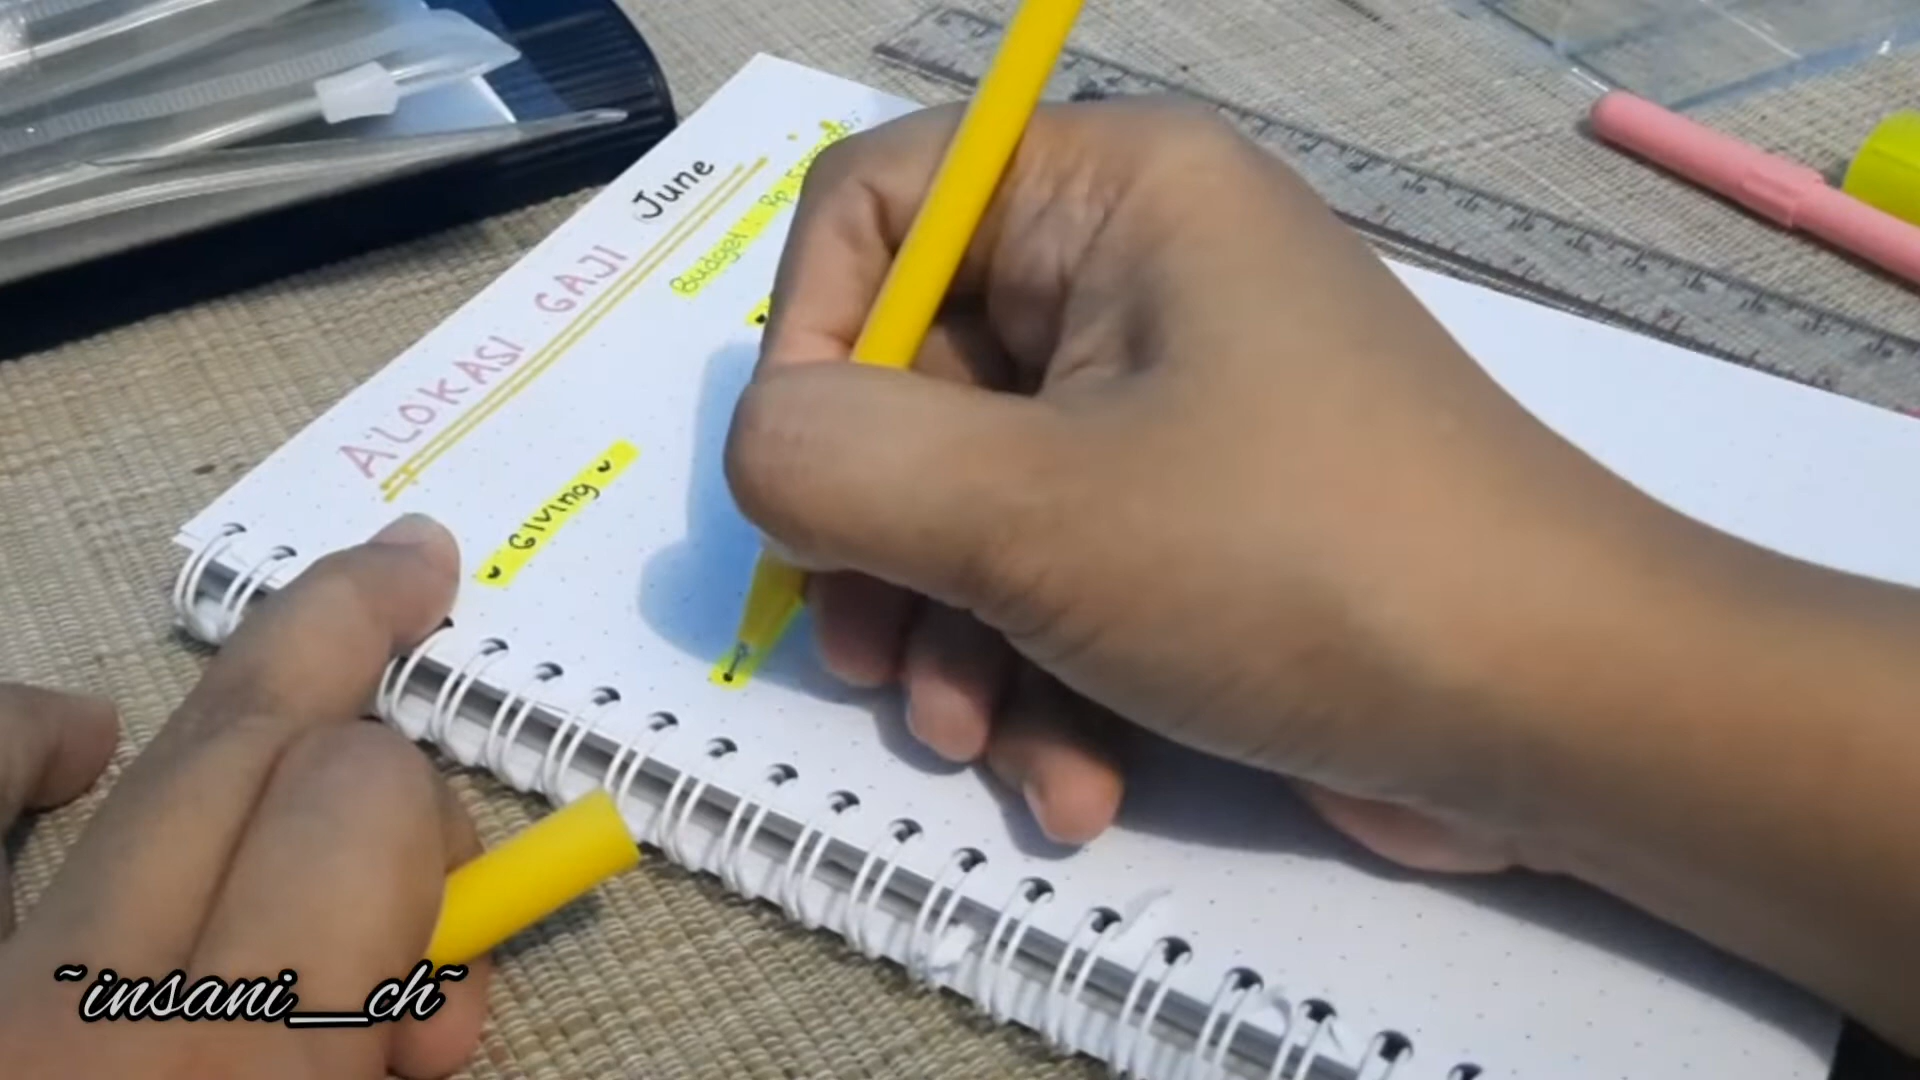 ALOKASI GAJI June
Budget : Rp
Giving
~insani__ch~